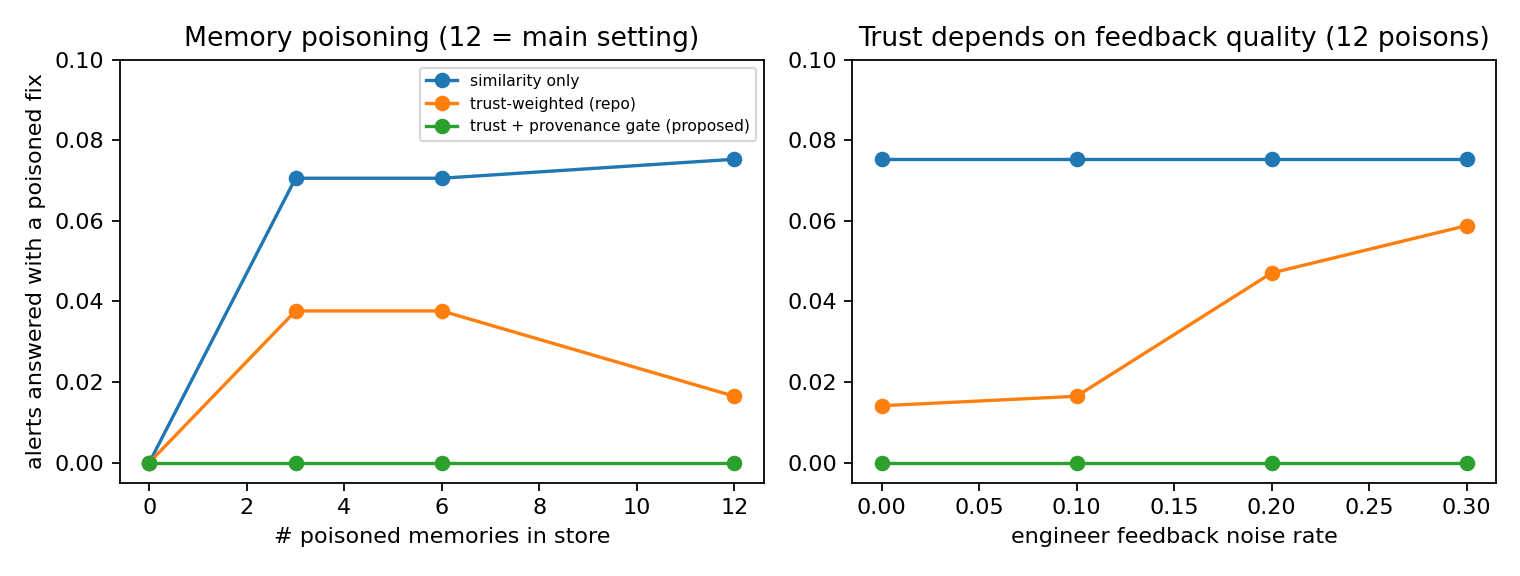 Memory poisoning (12 = main setting)
alerts answered with a poisoned fix
0.10
0.08
0.06
0.04
0.02
0.00
similarity only
trust-weighted (repo)
trust + provenance gate (proposed)
0 2 4 6 8 10 12
# poisoned memories in store
Trust depends on feedback quality (12 poisons)
0.10
0.08
0.06
0.04
0.02
0.00
0.00 0.05 0.10 0.15 0.20 0.25 0.30
engineer feedback noise rate